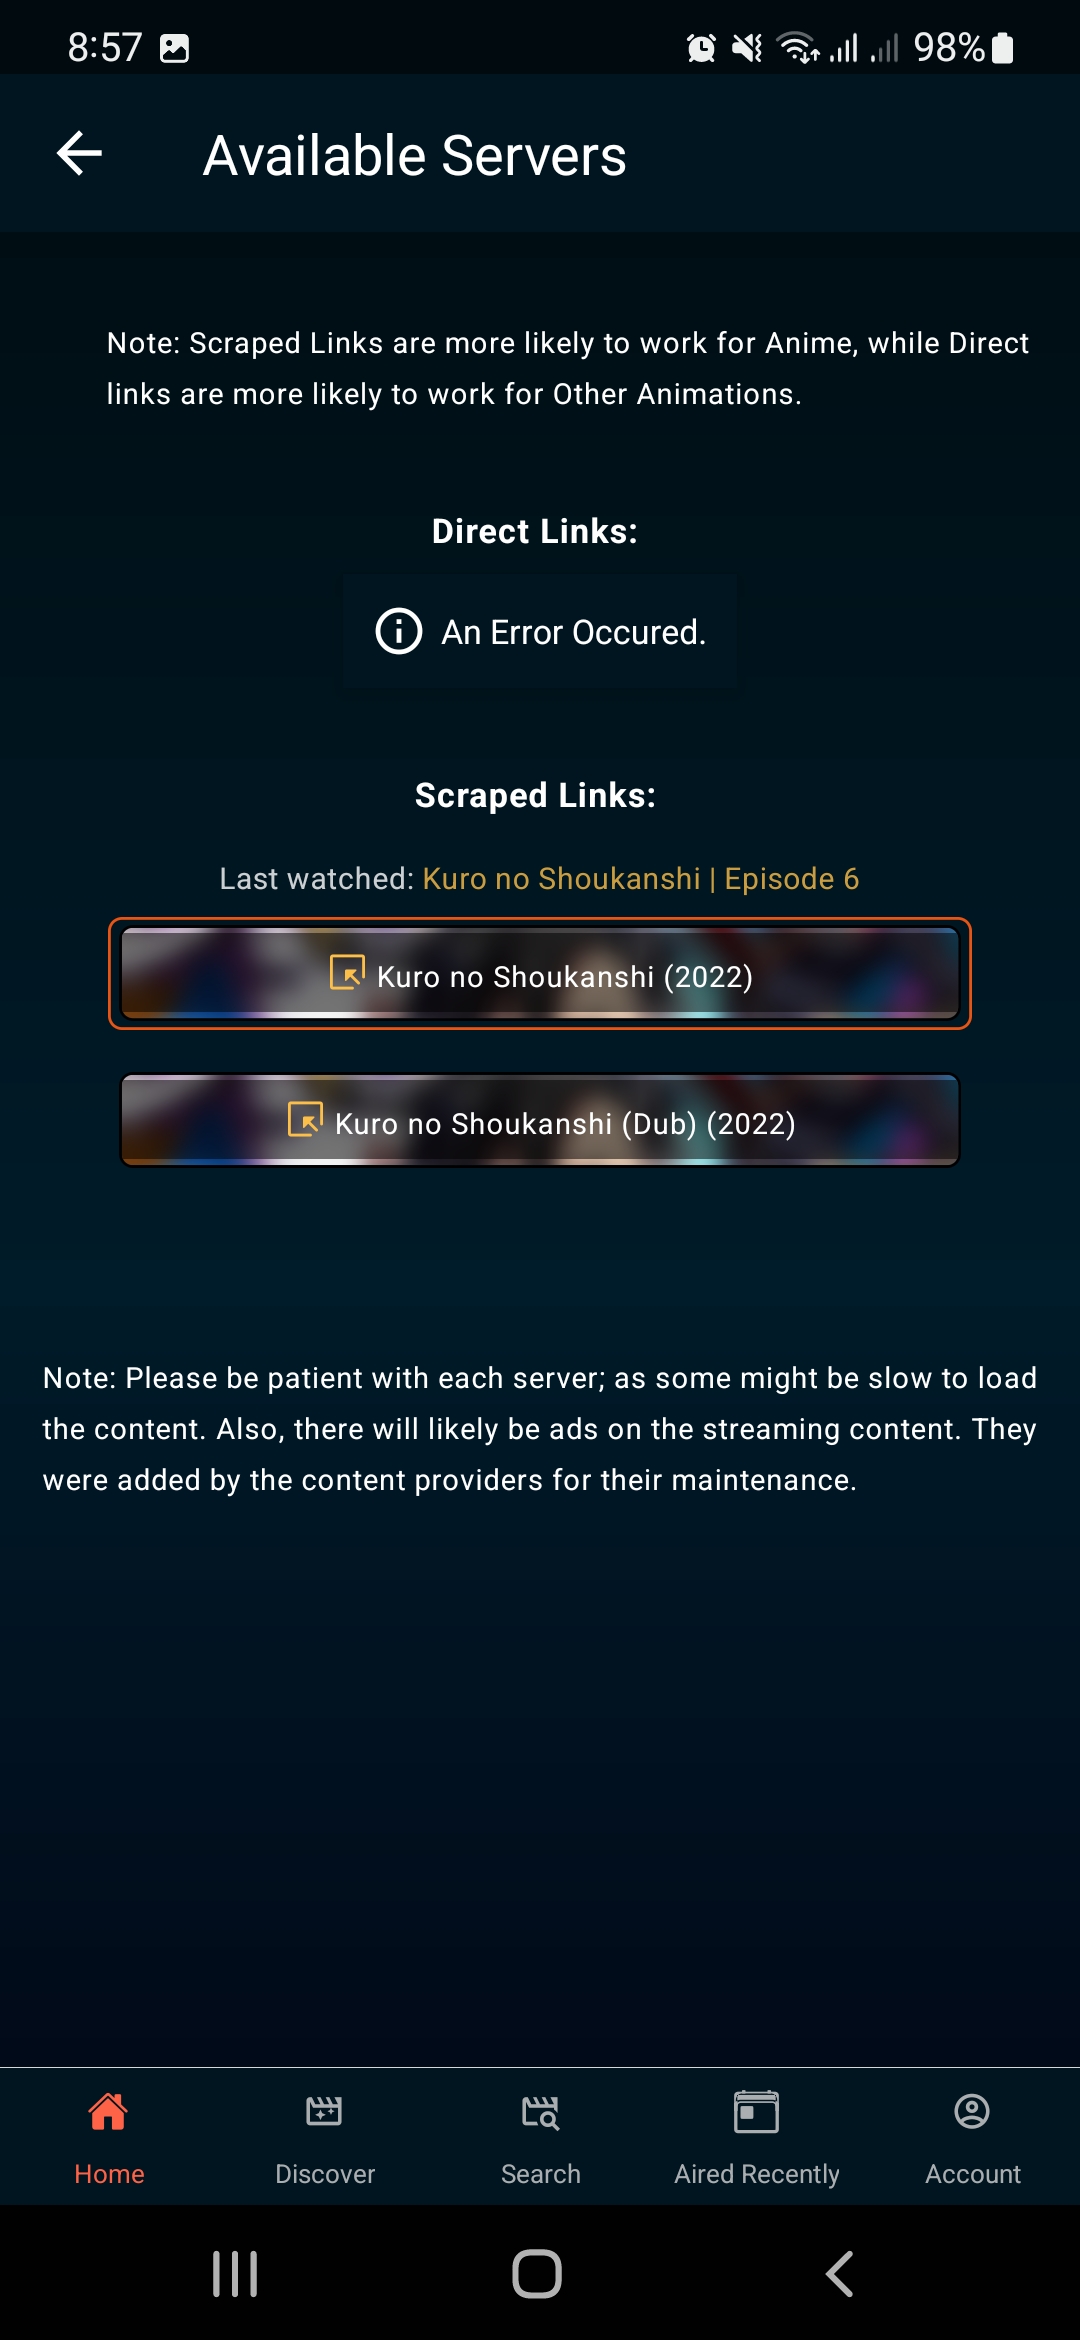 8:57
98%
Available Servers
Note: Scraped Links are more likely to work for Anime, while Direct
links are more likely to work for Other Animations.
Direct Links:
An Error Occured.
Scraped Links:
Last watched: Kuro no Shoukanshi | Episode 6
Kuro no Shoukanshi (2022)
Kuro no Shoukanshi (Dub) (2022)
Note: Please be patient with each server; as some might be slow to load
the content. Also, there will likely be ads on the streaming content. They
were added by the content providers for their maintenance.
Home
Discover
Search
Aired Recently
Account